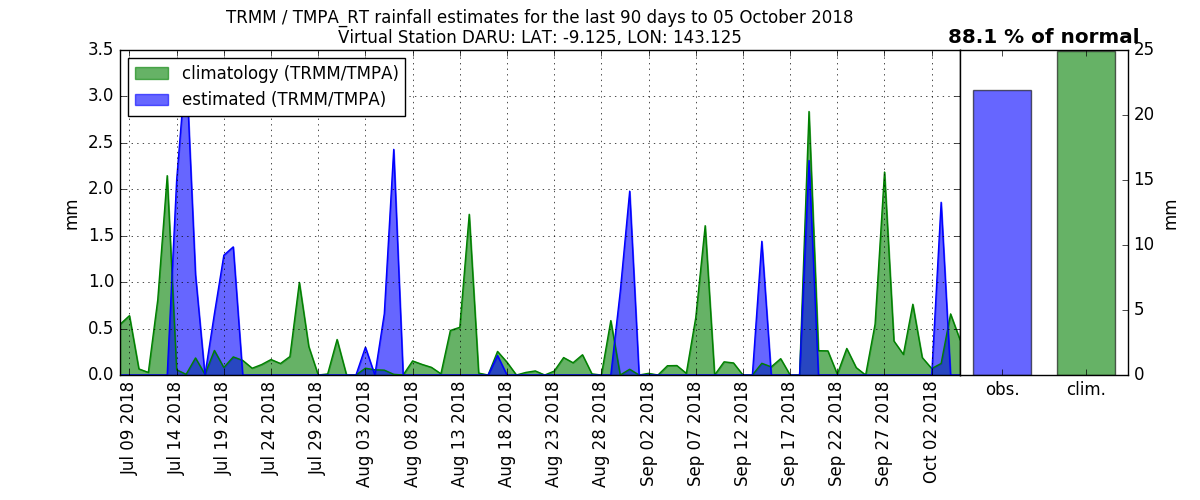 TRMM / TMPA_RT rainfall estimates for the last 90 days to 05 October 2018
Virtual Station DARU: LAT: -9.125, LON: 143.125
88.1 % of normal
climatology (TRMM/TMPA)
estimated (TRMM/TMPA)
mm
3.5
3.0
2.5
2.0
1.5
1.0
0.5
0.0
Jul 09 2018
Jul 14 2018
Jul 19 2018
Jul 24 2018
Jul 29 2018
Aug 03 2018
Aug 08 2018
Aug 13 2018
Aug 18 2018
Aug 23 2018
Aug 28 2018
Sep 02 2018
Sep 07 2018
Sep 12 2018
Sep 17 2018
Sep 22 2018
Sep 27 2018
Oct 02 2018
obs.
clim.
25
20
15
10
5
0
mm